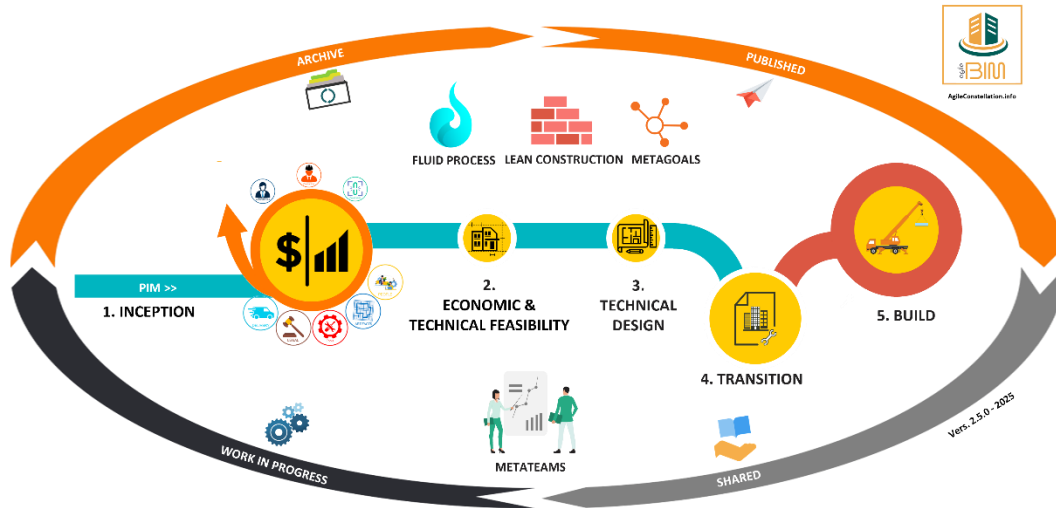 ARCHIVE
PUBLISHED
agile
BIM
AgileConstellation.info
FLUID PROCESS
LEAN CONSTRUCTION
METAGOALS
PIM >>
1. INCEPTION
2.
ECONOMIC &
TECHNICAL FEASIBILITY
3.
TECHNICAL
DESIGN
4. TRANSITION
5. BUILD
METATEAMS
WORK IN PROGRESS
SHARED
Vers. 2.5.0 - 2025